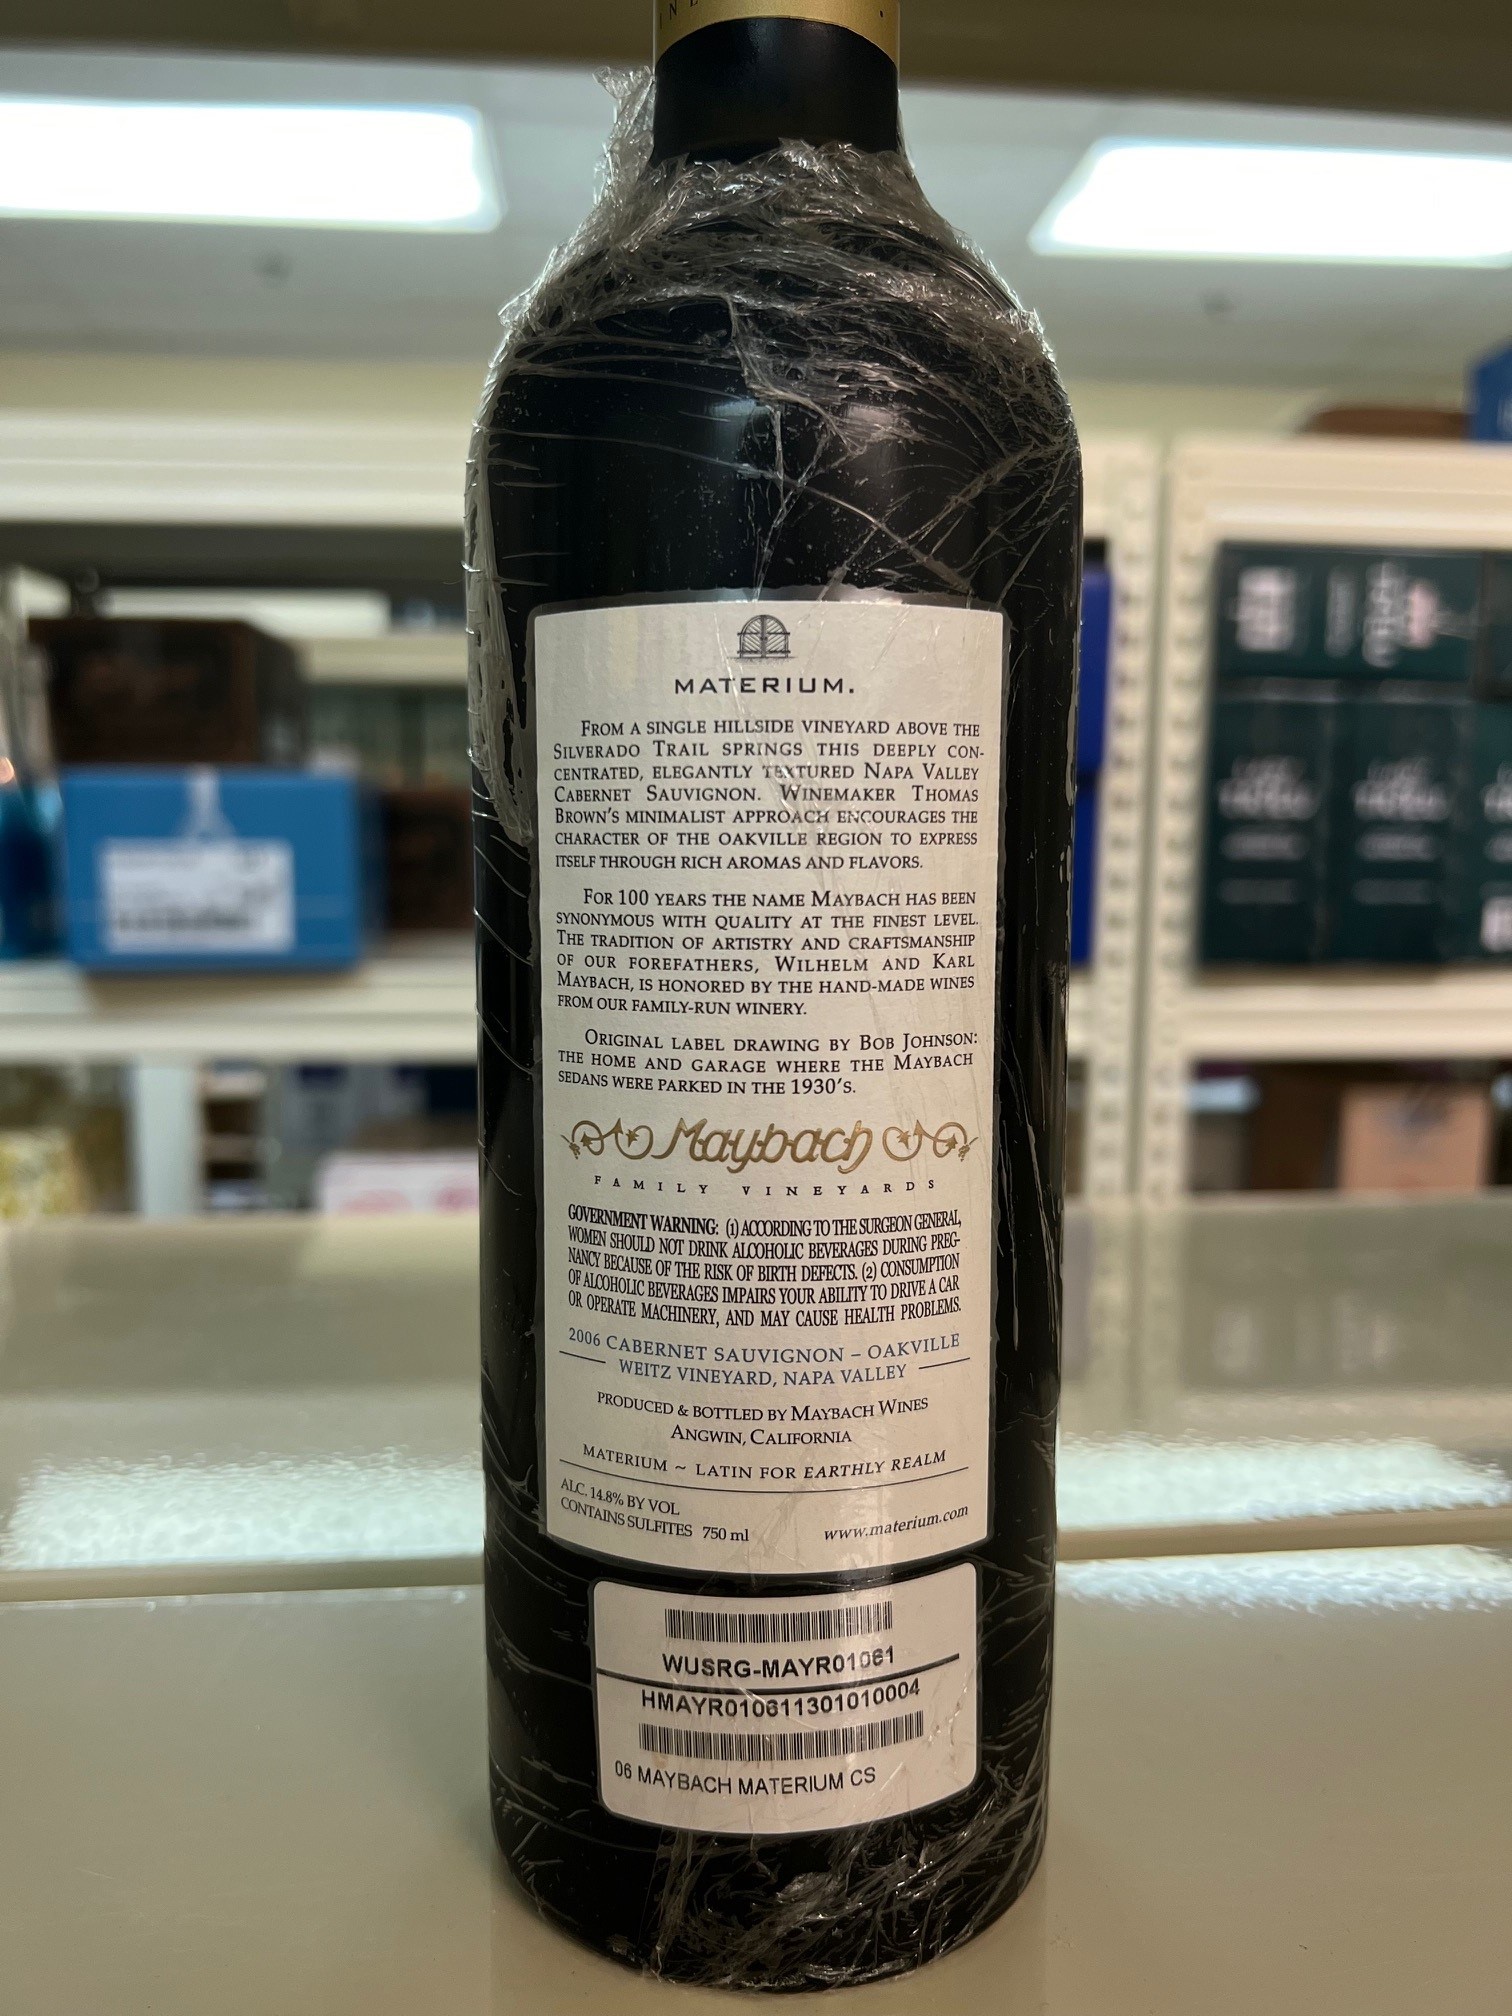 MATERIUM.
FROM A SINGLE HILLSIDE VINEYARD ABOVE THE
SILVERADO TRAIL SPRINGS THIS DEEPLY CON-
CENTRATED, ELEGANTLY TEXTURED NAPA VALLEY
CABERNET SAUVIGNON. WINEMAKER THOMAS
BROWN'S MINIMALIST APPROACH ENCOURAGES THE
CHARACTER OF THE OAKVILLE REGION TO EXPRESS
ITSELF THROUGH RICH AROMAS AND FLAVORS.
FOR 100 YEARS THE NAME MAYBACH HAS BEEN
SYNONYMOUS WITH QUALITY AT THE FINEST LEVEL.
THE TRADITION OF ARTISTRY AND CRAFTSMANSHIP
OF OUR FOREFATHERS, WILHELM AND KARL
MAYBACH, IS HONORED BY THE HAND-MADE WINES
FROM OUR FAMILY-RUN WINERY.
ORIGINAL LABEL DRAWING BY BOB JOHNSON:
THE HOME AND GARAGE WHERE THE MAYBACH
SEDANS WERE PARKED IN THE 1930'S.
Maybach
FAMILY VINEYARDS
GOVERNMENT WARNING: (1) ACCORDING TO THE SURGEON GENERAL,
WOMEN SHOULD NOT DRINK ALCOHOLIC BEVERAGES DURING PREG-
NANCY BECAUSE OF THE RISK OF BIRTH DEFECTS. (2) CONSUMPTION
OF ALCOHOLIC BEVERAGES IMPAIRS YOUR ABILITY TO DRIVE A CAR
OR OPERATE MACHINERY, AND MAY CAUSE HEALTH PROBLEMS.
2006 CABERNET SAUVIGNON – OAKVILLE
WEITZ VINEYARD, NAPA VALLEY
PRODUCED & BOTTLED BY MAYBACH WINES
ANGWIN, CALIFORNIA
MATERIUM ~ LATIN FOR EARTHLY REALM
ALC. 14.8% BY VOL
CONTAINS SULFITES 750 ml www.materium.com
WUSRG-MAYR01061
HMAYR010611301010004
06 MAYBACH MATERIUM CS